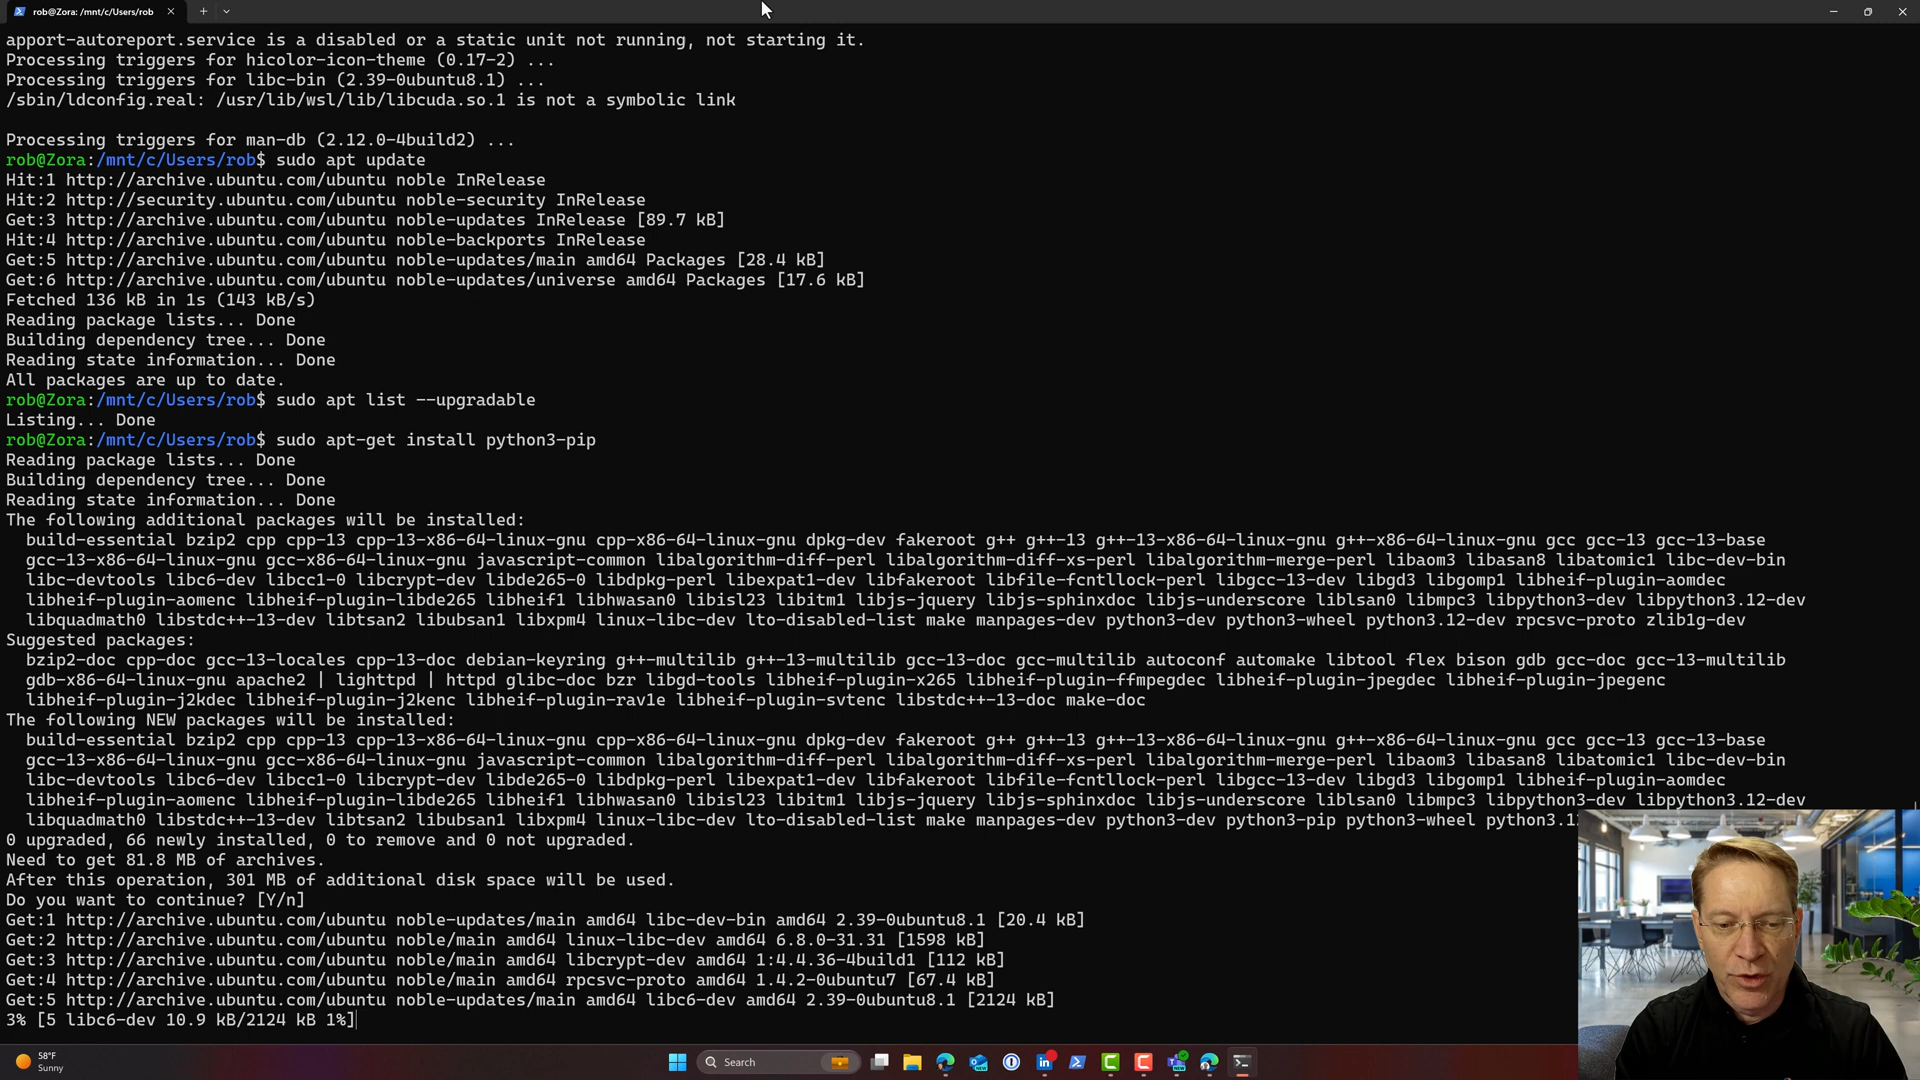 rob@Zora: /mnt/c/Users/rob
apport-autoreport.service is a disabled or a static unit not running, not starting it.
Processing triggers for hicolor-icon-theme (0.17-2) ...
Processing triggers for libc-bin (2.39-0ubuntu8.1) ...
/sbin/ldconfig.real: /usr/lib/wsl/lib/libcuda.so.1 is not a symbolic link
Processing triggers for man-db (2.12.0-4build2) ...
rob@Zora:/mnt/c/Users/rob$ sudo apt update
Hit:1 http://archive.ubuntu.com/ubuntu noble InRelease
Hit:2 http://security.ubuntu.com/ubuntu noble-security InRelease
Get:3 http://archive.ubuntu.com/ubuntu noble-updates InRelease [89.7 kB]
Hit:4 http://archive.ubuntu.com/ubuntu noble-backports InRelease
Get:5 http://archive.ubuntu.com/ubuntu noble-updates/main amd64 Packages [28.4 kB]
Get:6 http://archive.ubuntu.com/ubuntu noble-updates/universe amd64 Packages [17.6 kB]
Fetched 136 kB in 1s (143 kB/s)
Reading package lists... Done
Building dependency tree... Done
Reading state information... Done
All packages are up to date.
rob@Zora:/mnt/c/Users/rob$ sudo apt list --upgradable
Listing... Done
rob@Zora:/mnt/c/Users/rob$ sudo apt-get install python3-pip
Reading package lists... Done
Building dependency tree... Done
Reading state information... Done
The following additional packages will be installed:
build-essential bzip2 cpp cpp-13 cpp-13-x86-64-linux-gnu cpp-x86-64-linux-gnu dpkg-dev fakeroot g++ g++-13 g++-13-x86-64-linux-gnu g++-x86-64-linux-gnu gcc gcc-13 gcc-13-base
gcc-13-x86-64-linux-gnu gcc-x86-64-linux-gnu javascript-common libalgorithm-diff-perl libalgorithm-diff-xs-perl libalgorithm-merge-perl libaom3 libasan8 libatomic1 libc-dev-bin
libc-devtools libc6-dev libcc1-0 libcrypt-dev libde265-0 libdpkg-perl libexpat1-dev libfakeroot libfile-fcntllock-perl libgcc-13-dev libgd3 libgomp1 libheif-plugin-aomdec
libheif-plugin-aomenc libheif-plugin-libde265 libheif1 libhwasan0 libisl23 libitm1 libjs-jquery libjs-sphinxdoc libjs-underscore liblsan0 libmpc3 libpython3-dev libpython3.12-dev
libquadmath0 libstdc++-13-dev libtsan2 libubsan1 libxpm4 linux-libc-dev lto-disabled-list make manpages-dev python3-dev python3-wheel python3.12-dev rpcsvc-proto zlib1g-dev
Suggested packages:
bzip2-doc cpp-doc gcc-13-locales cpp-13-doc debian-keyring g++-multilib g++-13-multilib gcc-13-doc gcc-multilib autoconf automake libtool flex bison gdb gcc-doc gcc-13-multilib
gdb-x86-64-linux-gnu apache2 | lighttpd | httpd glibc-doc bzr libgd-tools libheif-plugin-x265 libheif-plugin-ffmpegdec libheif-plugin-jpegdec libheif-plugin-jpegenc
libheif-plugin-j2kdec libheif-plugin-j2kenc libheif-plugin-rav1e libheif-plugin-svtenc libstdc++-13-doc make-doc
The following NEW packages will be installed:
build-essential bzip2 cpp cpp-13 cpp-13-x86-64-linux-gnu cpp-x86-64-linux-gnu dpkg-dev fakeroot g++ g++-13 g++-13-x86-64-linux-gnu g++-x86-64-linux-gnu gcc gcc-13 gcc-13-base
gcc-13-x86-64-linux-gnu gcc-x86-64-linux-gnu javascript-common libalgorithm-diff-perl libalgorithm-diff-xs-perl libalgorithm-merge-perl libaom3 libasan8 libatomic1 libc-dev-bin
libc-devtools libc6-dev libcc1-0 libcrypt-dev libde265-0 libdpkg-perl libexpat1-dev libfakeroot libfile-fcntllock-perl libgcc-13-dev libgd3 libgomp1 libheif-plugin-aomdec
libheif-plugin-aomenc libheif-plugin-libde265 libheif1 libhwasan0 libisl23 libitm1 libjs-jquery libjs-sphinxdoc libjs-underscore liblsan0 libmpc3 libpython3-dev libpython3.12-dev
libquadmath0 libstdc++-13-dev libtsan2 libubsan1 libxpm4 linux-libc-dev lto-disabled-list make manpages-dev python3-dev python3-pip python3-wheel python3.1
0 upgraded, 66 newly installed, 0 to remove and 0 not upgraded.
Need to get 81.8 MB of archives.
After this operation, 301 MB of additional disk space will be used.
Do you want to continue? [Y/n]
Get:1 http://archive.ubuntu.com/ubuntu noble-updates/main amd64 libc-dev-bin amd64 2.39-0ubuntu8.1 [20.4 kB]
Get:2 http://archive.ubuntu.com/ubuntu noble/main amd64 linux-libc-dev amd64 6.8.0-31.31 [1598 kB]
Get:3 http://archive.ubuntu.com/ubuntu noble/main amd64 libcrypt-dev amd64 1:4.4.36-4build1 [112 kB]
Get:4 http://archive.ubuntu.com/ubuntu noble/main amd64 rpcsvc-proto amd64 1.4.2-0ubuntu7 [67.4 kB]
Get:5 http://archive.ubuntu.com/ubuntu noble-updates/main amd64 libc6-dev amd64 2.39-0ubuntu8.1 [2124 kB]
3% [5 libc6-dev 10.9 kB/2124 kB 1%]
58°F
Sunny
Search